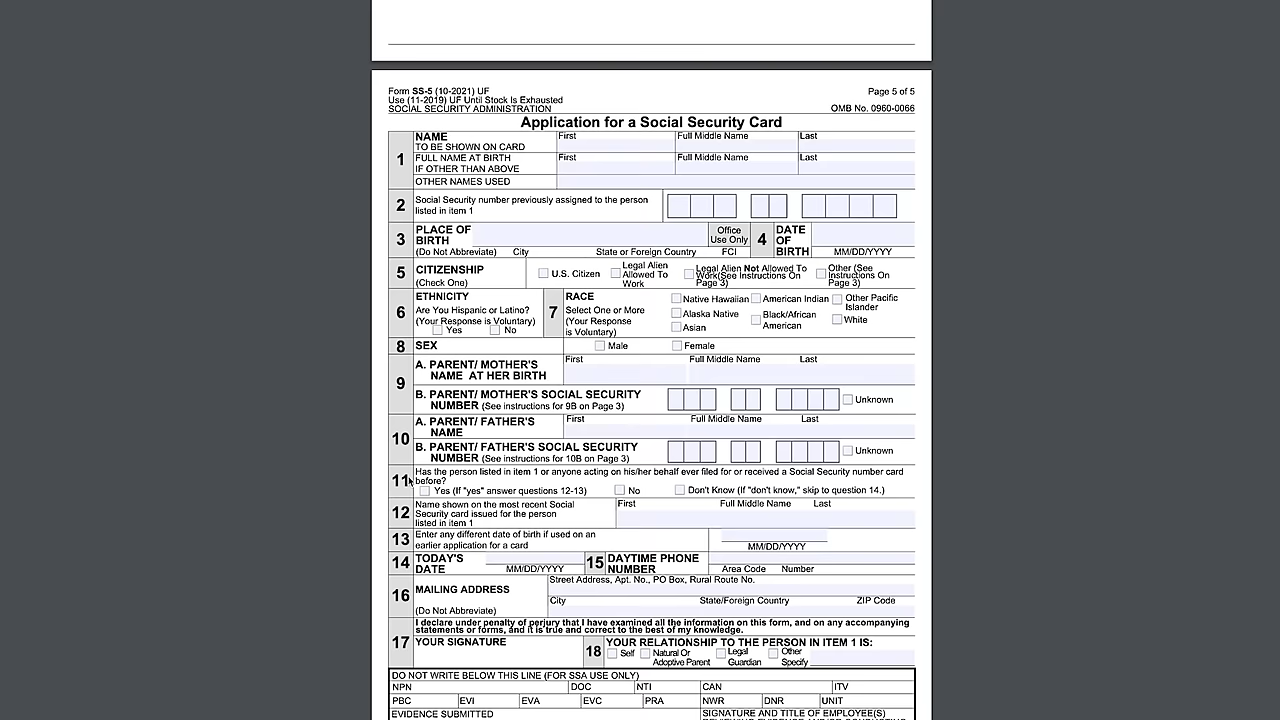 Form SS-5 (10-2021) UF Page 5 of 5
Use (11-2019) UF Until Stock Is Exhausted
SOCIAL SECURITY ADMINISTRATION OMB No. 0960-0066
Application for a Social Security Card
1 NAME First Full Middle Name Last
TO BE SHOWN ON CARD
FULL NAME AT BIRTH First Full Middle Name Last
IF OTHER THAN ABOVE
OTHER NAMES USED
2 Social Security number previously assigned to the person
listed in item 1
3 PLACE OF Office 4 DATE
BIRTH Use Only OF
(Do Not Abbreviate) City State or Foreign Country FCI BIRTH MM/DD/YYYY
5 CITIZENSHIP
(Check One)
U.S. Citizen
Legal Alien
Allowed To
Work
Legal Alien Not Allowed To
Work(See Instructions On
Page 3)
Other (See
Instructions On
Page 3)
6 ETHNICITY
Are You Hispanic or Latino?
(Your Response is Voluntary)
Yes No
7 RACE
Select One or More
(Your Response
is Voluntary)
Native Hawaiian
Alaska Native
Asian
American Indian
Black/African
American
Other Pacific
Islander
White
8 SEX Male Female
9 A. PARENT/ MOTHER'S First Full Middle Name Last
NAME AT HER BIRTH
B. PARENT/ MOTHER'S SOCIAL SECURITY
NUMBER (See instructions for 9B on Page 3) Unknown
10 A. PARENT/ FATHER'S First Full Middle Name Last
NAME
B. PARENT/ FATHER'S SOCIAL SECURITY
NUMBER (See instructions for 10B on Page 3) Unknown
11 Has the person listed in item 1 or anyone acting on his/her behalf ever filed for or received a Social Security number card
before?
Yes (If "yes" answer questions 12-13) No Don't Know (If "don't know," skip to question 14.)
12 Name shown on the most recent Social First Full Middle Name Last
Security card issued for the person
listed in item 1
13 Enter any different date of birth if used on an
earlier application for a card MM/DD/YYYY
14 TODAY'S 15 DAYTIME PHONE
DATE MM/DD/YYYY NUMBER Area Code Number
16 MAILING ADDRESS
(Do Not Abbreviate)
Street Address, Apt. No., PO Box, Rural Route No.
City State/Foreign Country ZIP Code
I declare under penalty of perjury that I have examined all the information on this form, and on any accompanying
statements or forms, and it is true and correct to the best of my knowledge.
17 YOUR SIGNATURE
18 YOUR RELATIONSHIP TO THE PERSON IN ITEM 1 IS:
Self
Natural Or
Adoptive Parent
Legal
Guardian
Other
Specify
DO NOT WRITE BELOW THIS LINE (FOR SSA USE ONLY)
NPN DOC NTI CAN ITV
PBC EVI EVA EVC PRA NWR DNR UNIT
EVIDENCE SUBMITTED SIGNATURE AND TITLE OF EMPLOYEE(S)